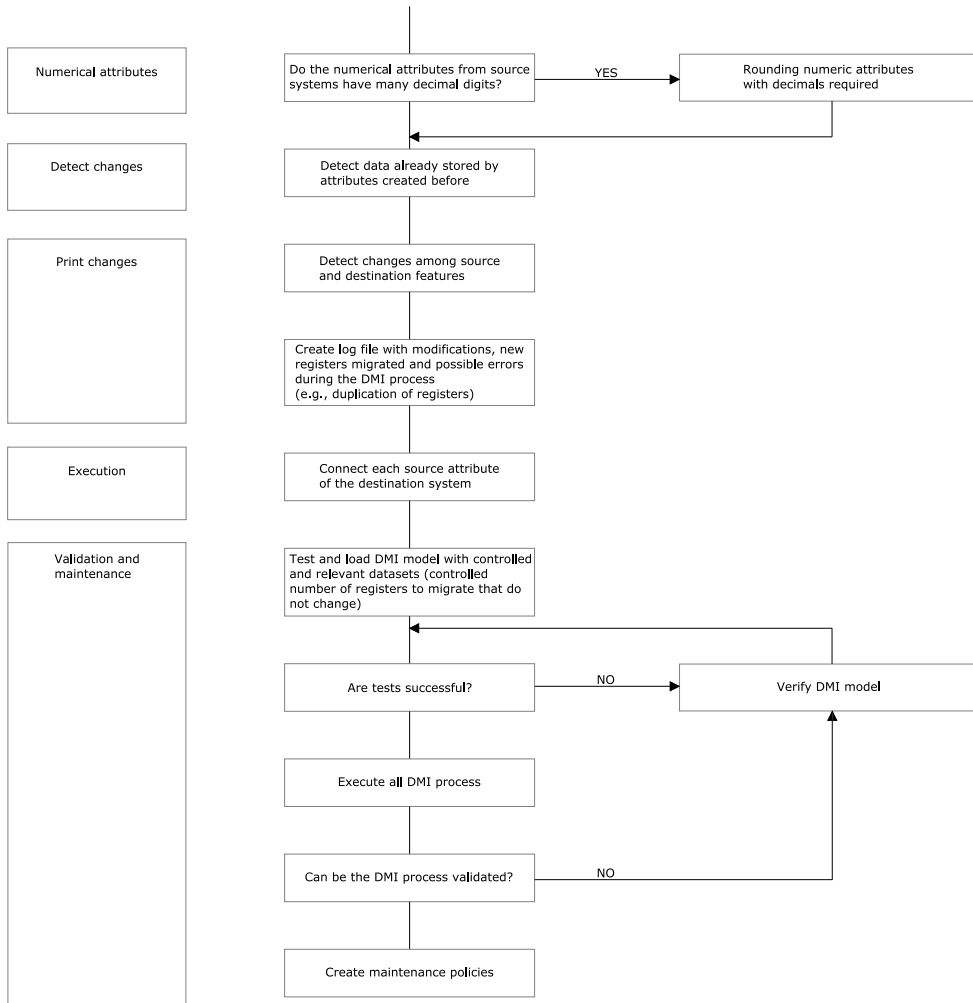 Numerical attributes
Do the numerical attributes from source
systems have many decimal digits?
YES
Rounding numeric attributes
with decimals required
Detect changes
Detect data already stored by
attributes created before
Print changes
Detect changes among source
and destination features
Create log file with modifications, new
registers migrated and possible errors
during the DMI process
(e.g., duplication of registers)
Execution
Connect each source attribute
of the destination system
Validation and
maintenance
Test and load DMI model with controlled
and relevant datasets (controlled
number of registers to migrate that do
not change)
Are tests successful?
NO
Verify DMI model
Execute all DMI process
Can be the DMI process validated?
NO
Create maintenance policies